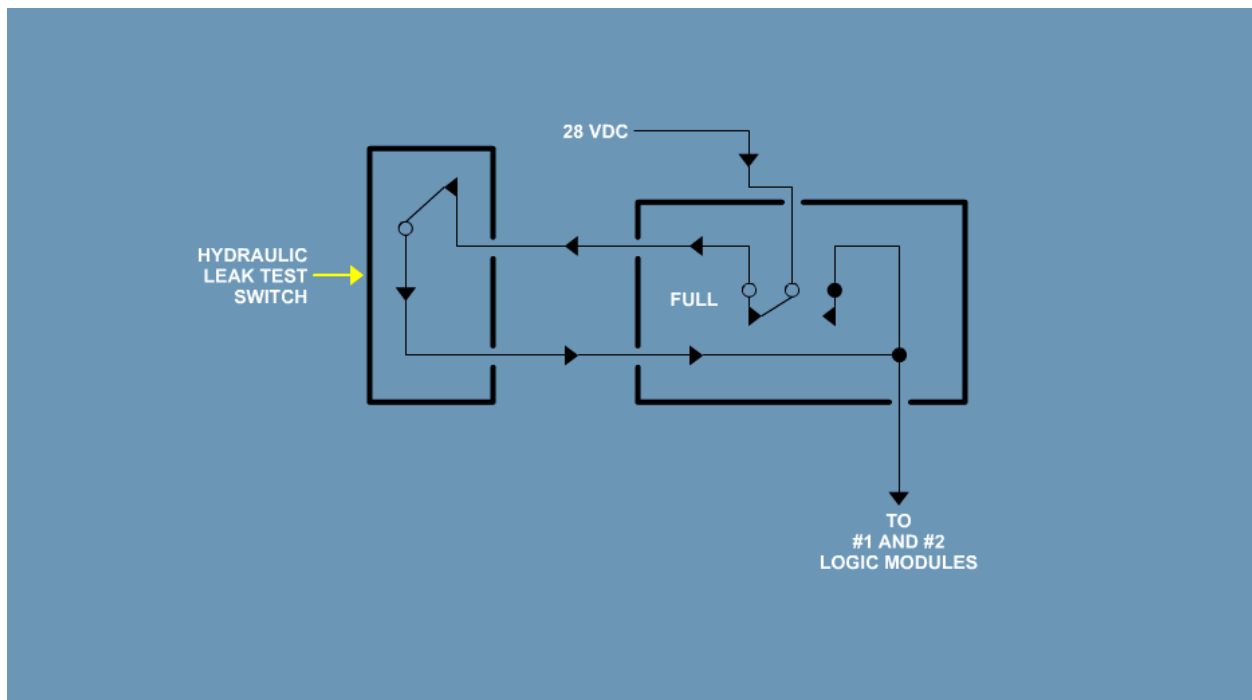 28 VDC
HYDRAULIC
LEAK TEST
SWITCH
FULL
TO
#1 AND #2
LOGIC MODULES